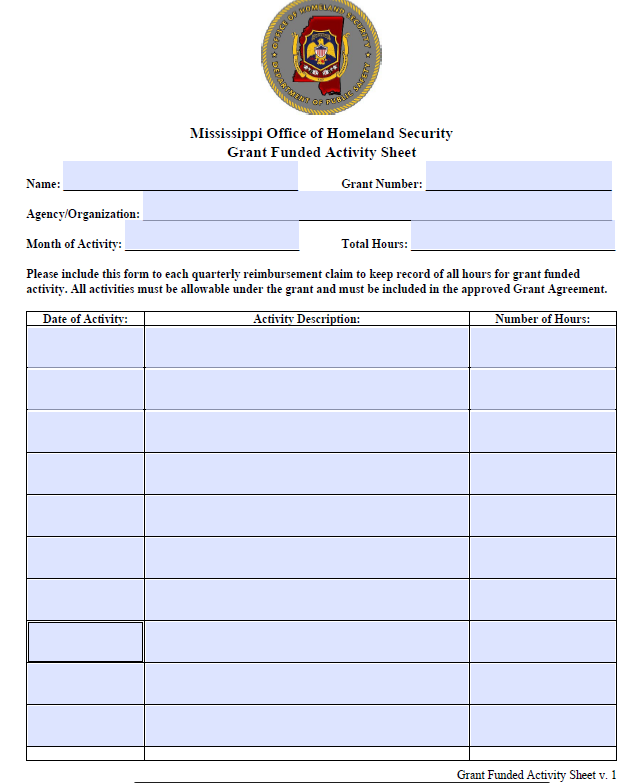 OFFICE OF HOMELAND SECURITY
DEPARTMENT OF PUBLIC SAFETY
Mississippi Office of Homeland Security
Grant Funded Activity Sheet
Name: Grant Number:
Agency/Organization:
Month of Activity: Total Hours:
Please include this form to each quarterly reimbursement claim to keep record of all hours for grant funded
activity. All activities must be allowable under the grant and must be included in the approved Grant Agreement.
Date of Activity: Activity Description: Number of Hours:
Grant Funded Activity Sheet v. 1